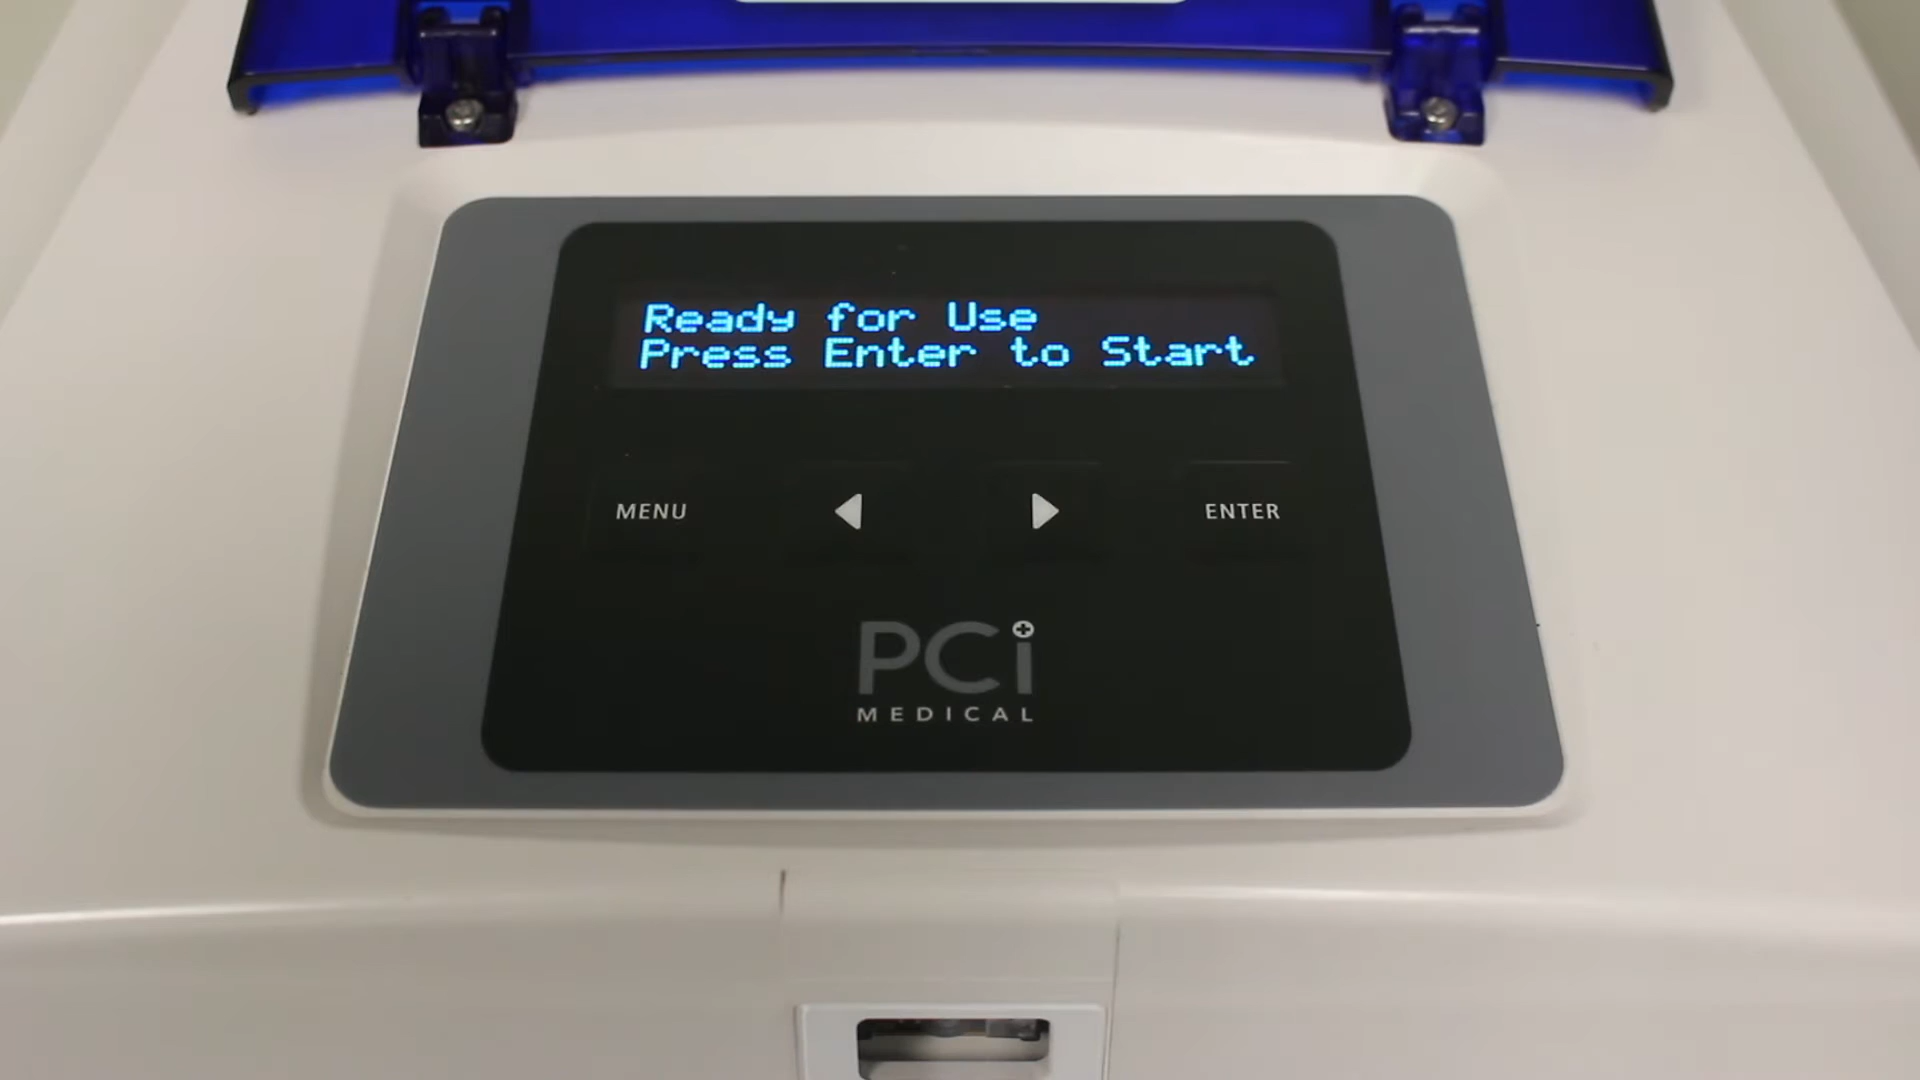 Ready for Use
Press Enter to Start
MENU
ENTER
PCi
MEDICAL